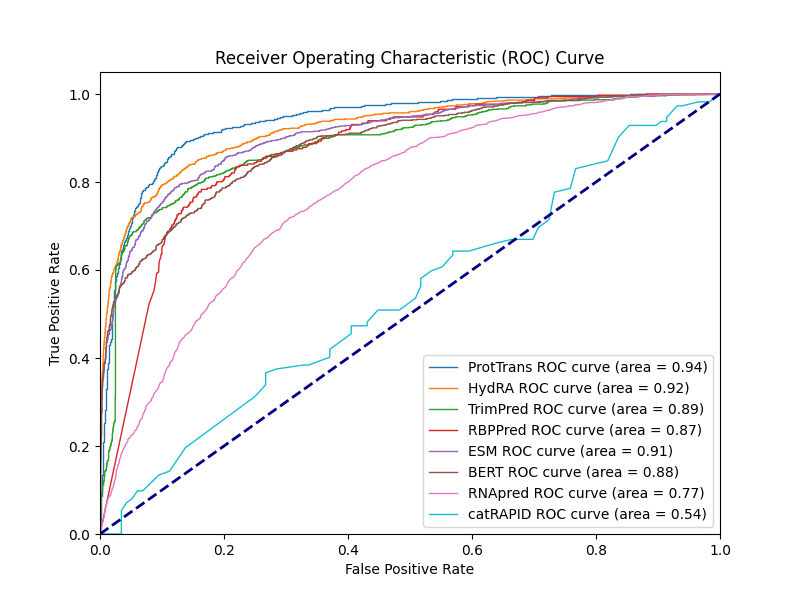 Receiver Operating Characteristic (ROC) Curve
True Positive Rate
1.0
0.8
0.6
0.4
0.2
0.0
ProtTrans ROC curve (area = 0.94)
HydRA ROC curve (area = 0.92)
TrimPred ROC curve (area = 0.89)
RBPPred ROC curve (area = 0.87)
ESM ROC curve (area = 0.91)
BERT ROC curve (area = 0.88)
RNApred ROC curve (area = 0.77)
catRAPID ROC curve (area = 0.54)
0.0 0.2 0.4 0.6 0.8 1.0
False Positive Rate